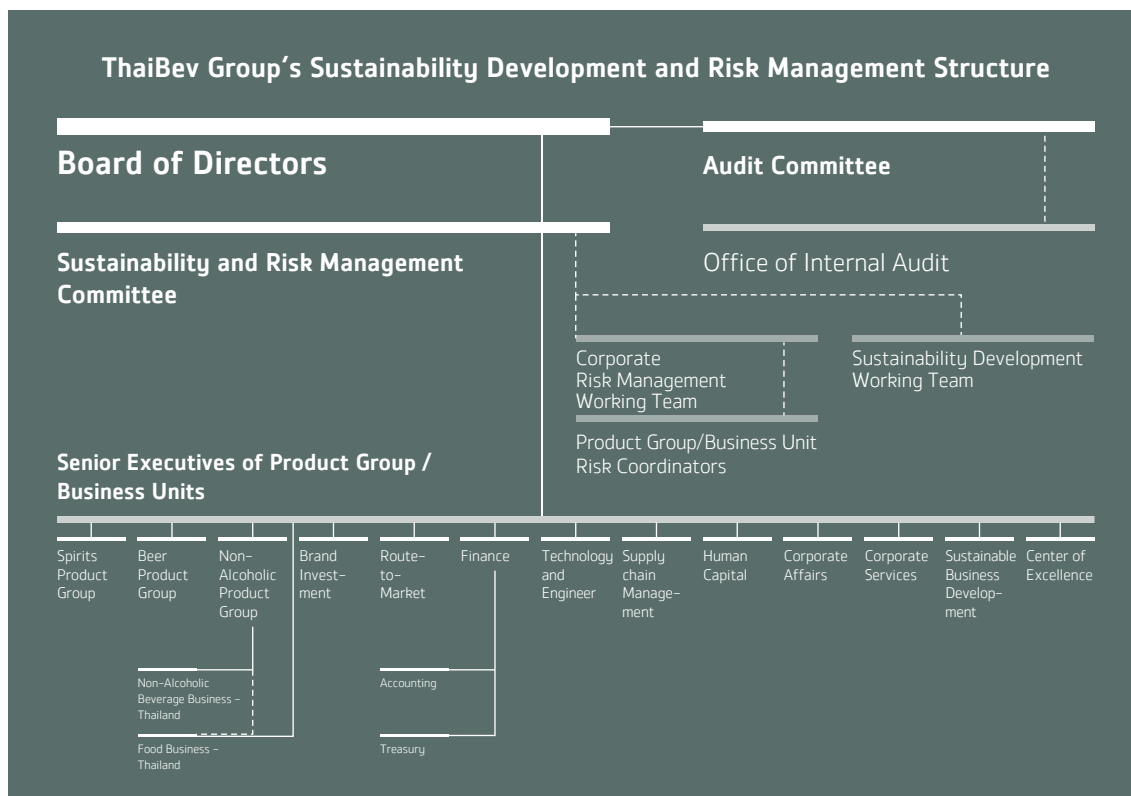 ThaiBev Group's Sustainability Development and Risk Management Structure
Board of Directors
Audit Committee
Sustainability and Risk Management
Committee
Office of Internal Audit
Corporate
Risk Management
Working Team
Sustainability Development
Working Team
Product Group/Business Unit
Risk Coordinators
Senior Executives of Product Group /
Business Units
Spirits
Product
Group
Beer
Product
Group
Non-
Alcoholic
Product
Group
Brand
Invest-
ment
Route-
to-
Market
Finance
Technology
and
Engineer
Supply
chain
Manage-
ment
Human
Capital
Corporate
Affairs
Corporate
Services
Sustainable
Business
Develop-
ment
Center of
Excellence
Non-Alcoholic
Beverage Business -
Thailand
Accounting
Food Business -
Thailand
Treasury